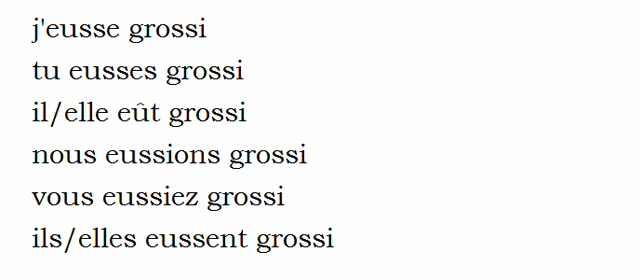 j'eusse grossi
tu eusses grossi
il/elle eût grossi
nous eussions grossi
vous eussiez grossi
ils/elles eussent grossi